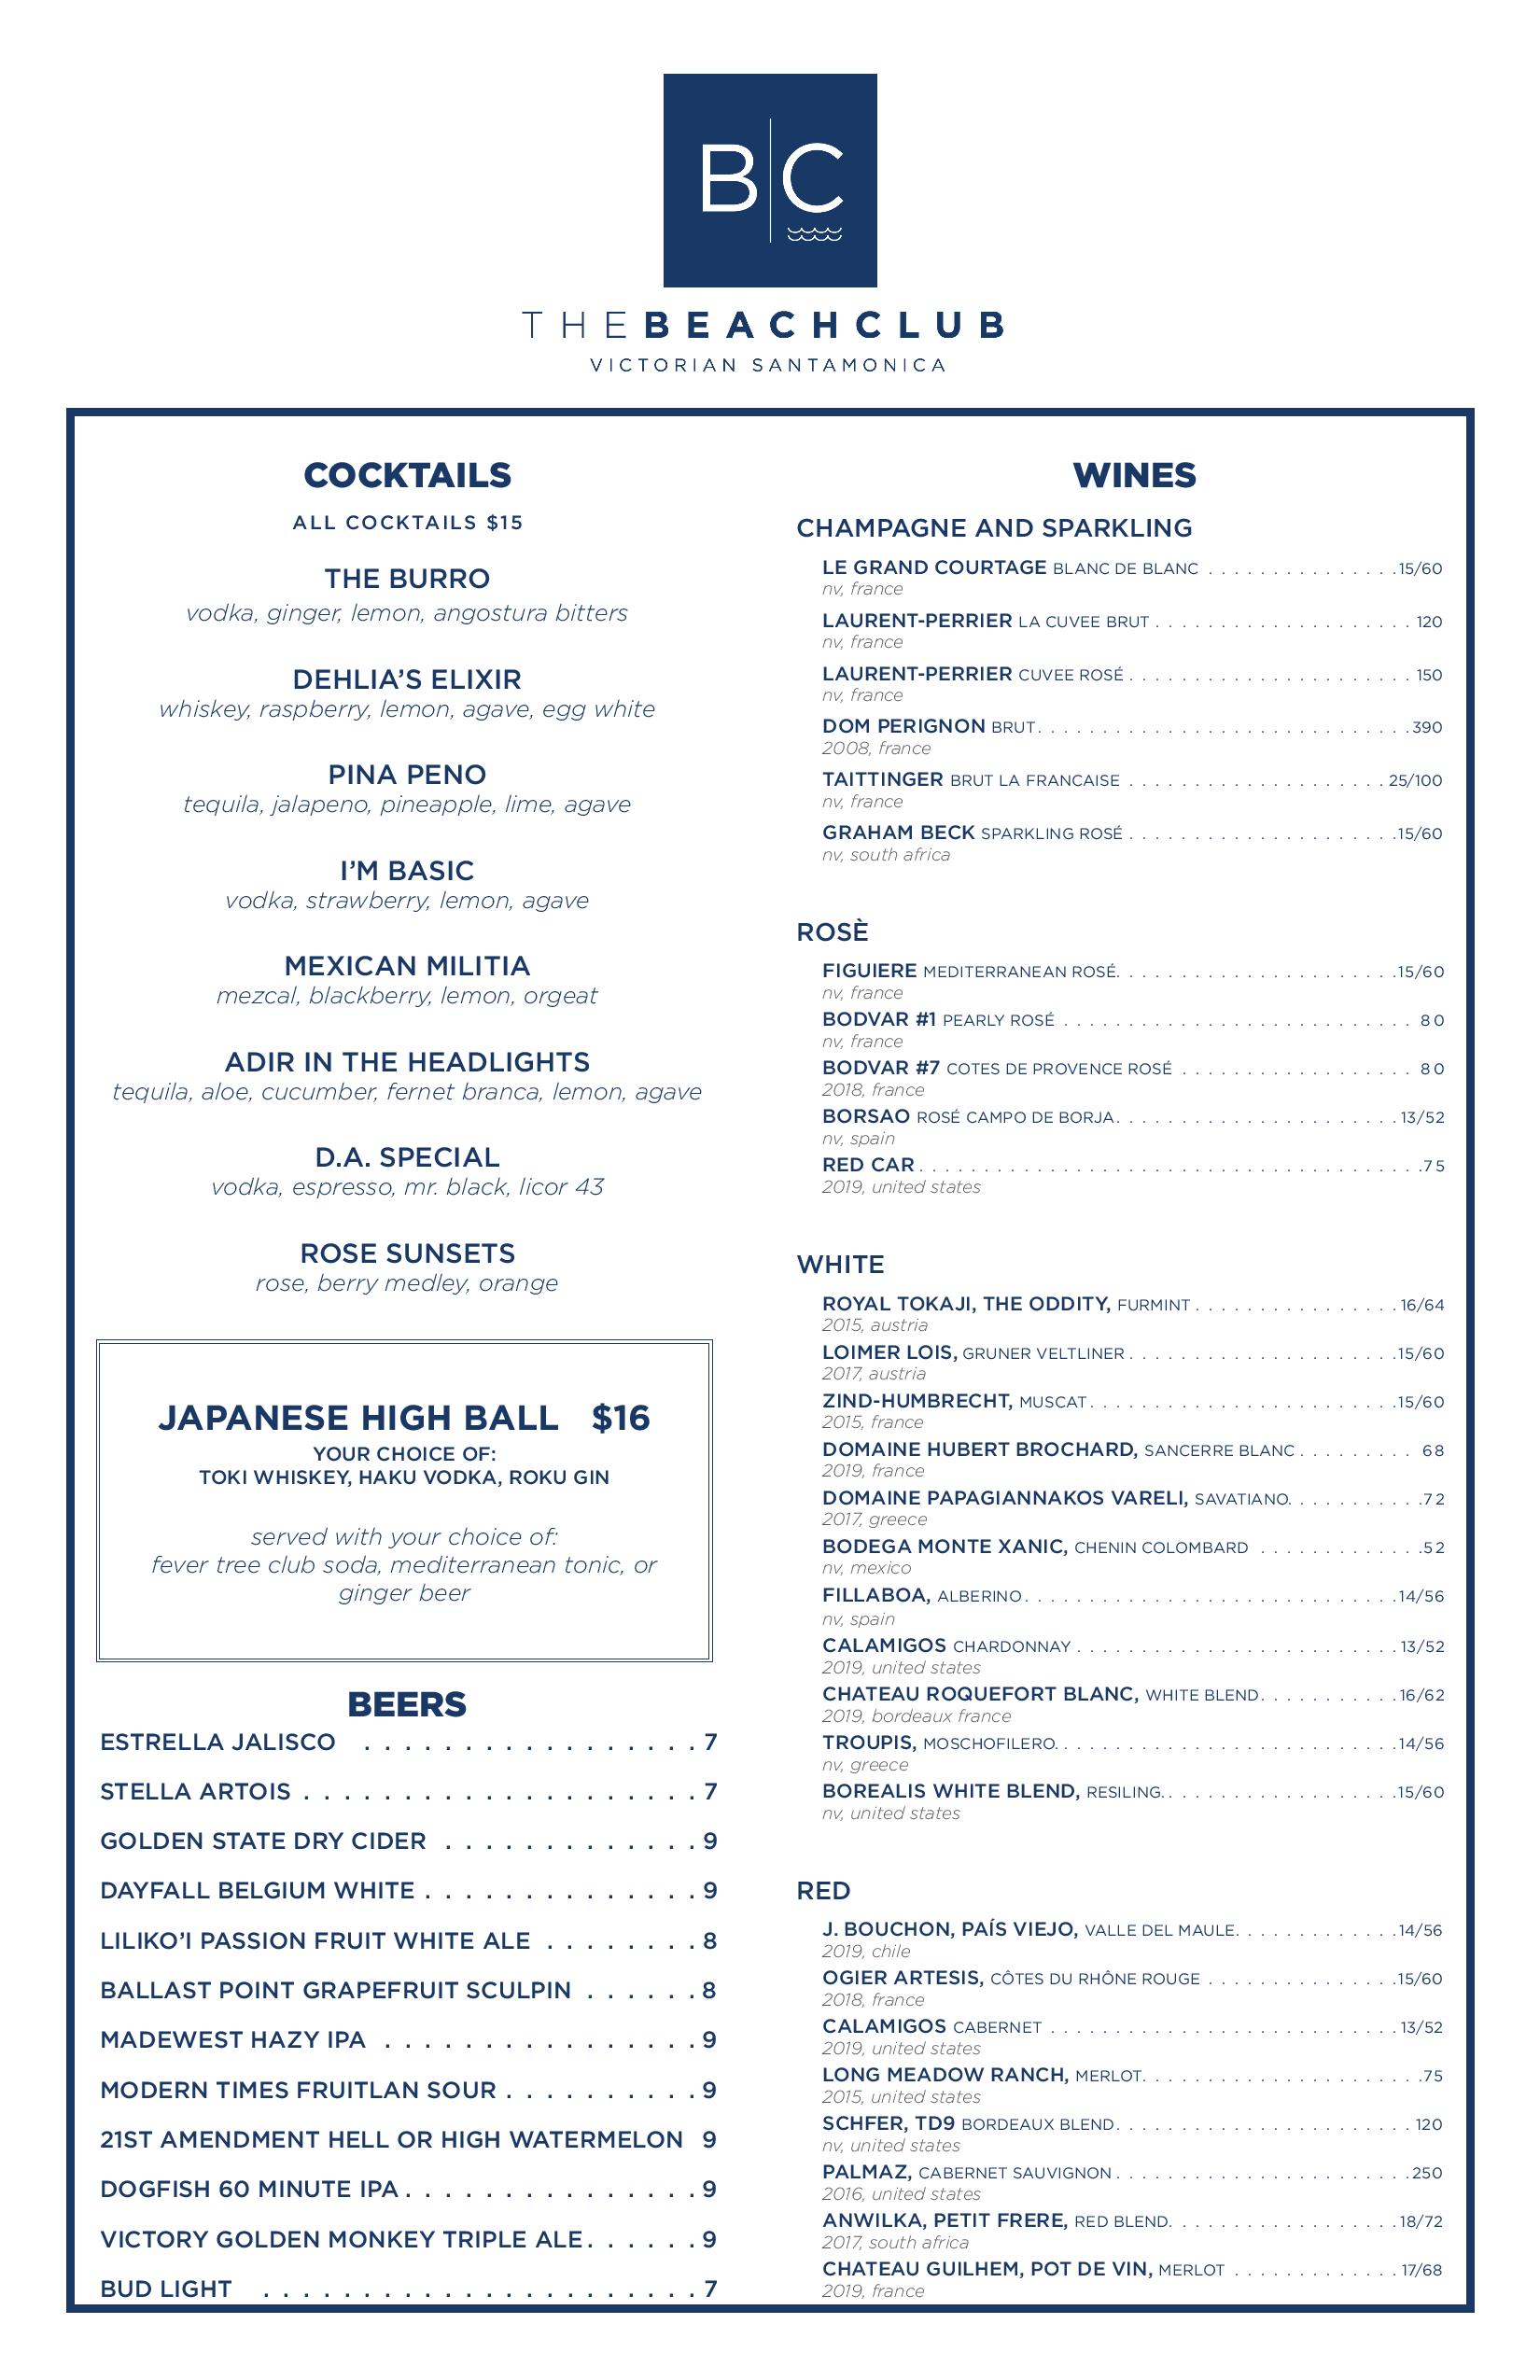 B|C
THEBEACHCLUB
VICTORIAN SANTAMONICA
COCKTAILS
ALL COCKTAILS $15
THE BURRO
vodka, ginger, lemon, angostura bitters
DEHLIA’S ELIXIR
whiskey, raspberry, lemon, agave, egg white
PINA PENO
tequila, jalapeno, pineapple, lime, agave
I’M BASIC
vodka, strawberry, lemon, agave
MEXICAN MILITIA
mezcal, blackberry, lemon, orgeat
ADIR IN THE HEADLIGHTS
tequila, aloe, cucumber, fernet branca, lemon, agave
D.A. SPECIAL
vodka, espresso, mr. black, licor 43
ROSE SUNSETS
rose, berry medley, orange
JAPANESE HIGH BALL $16
YOUR CHOICE OF:
TOKI WHISKEY, HAKU VODKA, ROKU GIN
served with your choice of:
fever tree club soda, mediterranean tonic, or
ginger beer
BEERS
ESTRELLA JALISCO . . . . . . . . . . . . . . . . . 7
STELLA ARTOIS . . . . . . . . . . . . . . . . . . . . 7
GOLDEN STATE DRY CIDER . . . . . . . . . . . . . 9
DAYFALL BELGIUM WHITE . . . . . . . . . . . . . . 9
LILIKO’I PASSION FRUIT WHITE ALE . . . . . . . . 8
BALLAST POINT GRAPEFRUIT SCULPIN . . . . . . 8
MADEWEST HAZY IPA . . . . . . . . . . . . . . . . 9
MODERN TIMES FRUITLAN SOUR . . . . . . . . . . 9
21ST AMENDMENT HELL OR HIGH WATERMELON 9
DOGFISH 60 MINUTE IPA . . . . . . . . . . . . . . . 9
VICTORY GOLDEN MONKEY TRIPLE ALE . . . . . . 9
BUD LIGHT . . . . . . . . . . . . . . . . . . . . . . 7
WINES
CHAMPAGNE AND SPARKLING
LE GRAND COURTAGE BLANC DE BLANC . . . . . . . . . . . . . . .15/60
nv, france
LAURENT-PERRIER LA CUVEE BRUT . . . . . . . . . . . . . . . . . . . . 120
nv, france
LAURENT-PERRIER CUVEE ROSÉ . . . . . . . . . . . . . . . . . . . . . . 150
nv, france
DOM PERIGNON BRUT. . . . . . . . . . . . . . . . . . . . . . . . . . . . .390
2008, france
TAITTINGER BRUT LA FRANCAISE . . . . . . . . . . . . . . . . . . . . 25/100
nv, france
GRAHAM BECK SPARKLING ROSÉ . . . . . . . . . . . . . . . . . . . . .15/60
nv, south africa
ROSÈ
FIGUIERE MEDITERRANEAN ROSÉ. . . . . . . . . . . . . . . . . . . . . .15/60
nv, france
BODVAR #1 PEARLY ROSÉ . . . . . . . . . . . . . . . . . . . . . . . . . . . 80
nv, france
BODVAR #7 COTES DE PROVENCE ROSÉ . . . . . . . . . . . . . . . . . . 80
2018, france
BORSAO ROSÉ CAMPO DE BORJA. . . . . . . . . . . . . . . . . . . . . . 13/52
nv, spain
RED CAR . . . . . . . . . . . . . . . . . . . . . . . . . . . . . . . . . . . . . . .75
2019, united states
WHITE
ROYAL TOKAJI, THE ODDITY, FURMINT . . . . . . . . . . . . . . . . 16/64
2015, austria
LOIMER LOIS, GRUNER VELTLINER . . . . . . . . . . . . . . . . . . . . .15/60
2017, austria
ZIND-HUMBRECHT, MUSCAT. . . . . . . . . . . . . . . . . . . . . . . .15/60
2015, france
DOMAINE HUBERT BROCHARD, SANCERRE BLANC . . . . . . . . . 68
2019, france
DOMAINE PAPAGIANNAKOS VARELI, SAVATIANO. . . . . . . . . . .72
2017, greece
BODEGA MONTE XANIC, CHENIN COLOMBARD . . . . . . . . . . . . .52
nv, mexico
FILLABOA, ALBERINO . . . . . . . . . . . . . . . . . . . . . . . . . . . . .14/56
nv, spain
CALAMIGOS CHARDONNAY . . . . . . . . . . . . . . . . . . . . . . . . . 13/52
2019, united states
CHATEAU ROQUEFORT BLANC, WHITE BLEND. . . . . . . . . . . 16/62
2019, bordeaux france
TROUPIS, MOSCHOFILERO. . . . . . . . . . . . . . . . . . . . . . . . . . .14/56
nv, greece
BOREALIS WHITE BLEND, RESILING. . . . . . . . . . . . . . . . . . .15/60
nv, united states
RED
J. BOUCHON, PAÍS VIEJO, VALLE DEL MAULE. . . . . . . . . . . . .14/56
2019, chile
OGIER ARTESIS, CÔTES DU RHÔNE ROUGE . . . . . . . . . . . . . . .15/60
2018, france
CALAMIGOS CABERNET . . . . . . . . . . . . . . . . . . . . . . . . . . . 13/52
2019, united states
LONG MEADOW RANCH, MERLOT. . . . . . . . . . . . . . . . . . . . . .75
2015, united states
SCHFER, TD9 BORDEAUX BLEND. . . . . . . . . . . . . . . . . . . . . . . 120
nv, united states
PALMAZ, CABERNET SAUVIGNON . . . . . . . . . . . . . . . . . . . . . . .250
2016, united states
ANWILKA, PETIT FRERE, RED BLEND. . . . . . . . . . . . . . . . . . 18/72
2017, south africa
CHATEAU GUILHEM, POT DE VIN, MERLOT . . . . . . . . . . . . . 17/68
2019, france